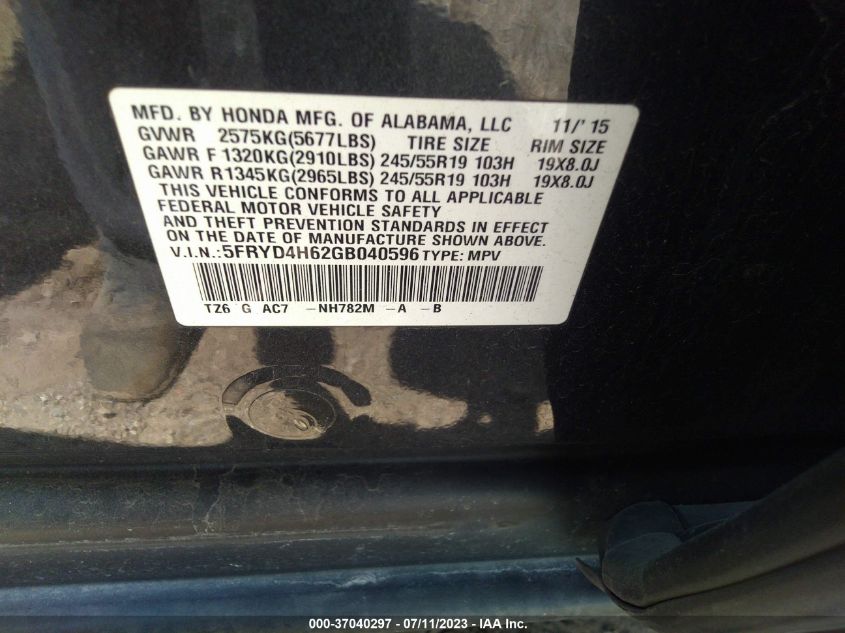 MFD. BY HONDA MFG. OF ALABAMA, LLC 11/'15
GVWR 2575KG(5677LBS) TIRE SIZE RIM SIZE
GAWR F 1320KG(2910LBS) 245/55R19 103H 19X8.0J
GAWR R1345KG(2965LBS) 245/55R19 103H 19X8.0J
THIS VEHICLE CONFORMS TO ALL APPLICABLE
FEDERAL MOTOR VEHICLE SAFETY
AND THEFT PREVENTION STANDARDS IN EFFECT
ON THE DATE OF MANUFACTURE SHOWN ABOVE.
V.I.N.:5FRYD4H62GB040596 TYPE: MPV
TZ6 G AC7 -NH782M -A -B
000-37040297 - 07/11/2023 - IAA Inc.